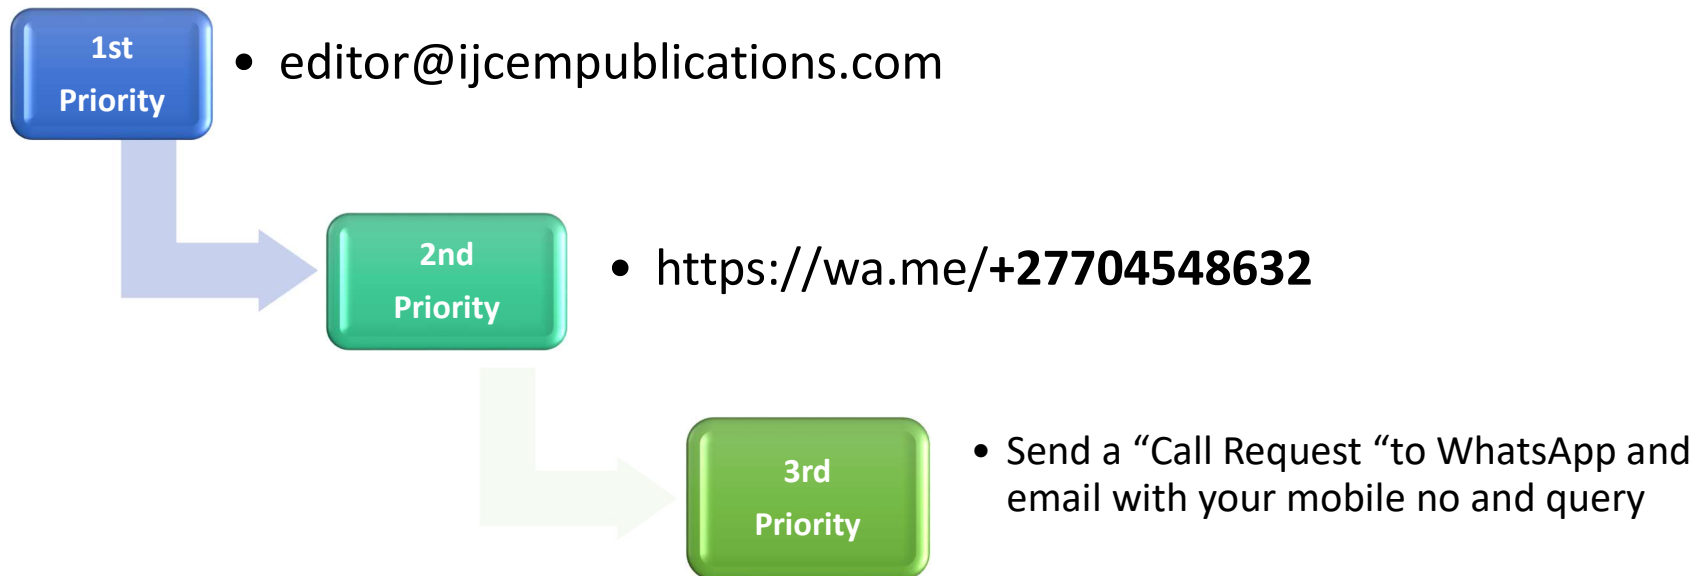 1st
Priority
• editor@ijcempublications.com
2nd
Priority
• https://wa.me/+27704548632
3rd
Priority
• Send a “Call Request “to WhatsApp and
email with your mobile no and query